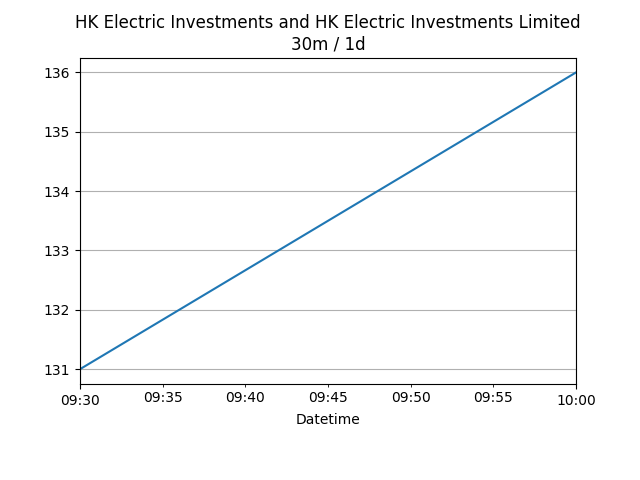 HK Electric Investments and HK Electric Investments Limited
30m / 1d
136
135
134
133
132
131
09:30 09:35 09:40 09:45 09:50 09:55 10:00
Datetime